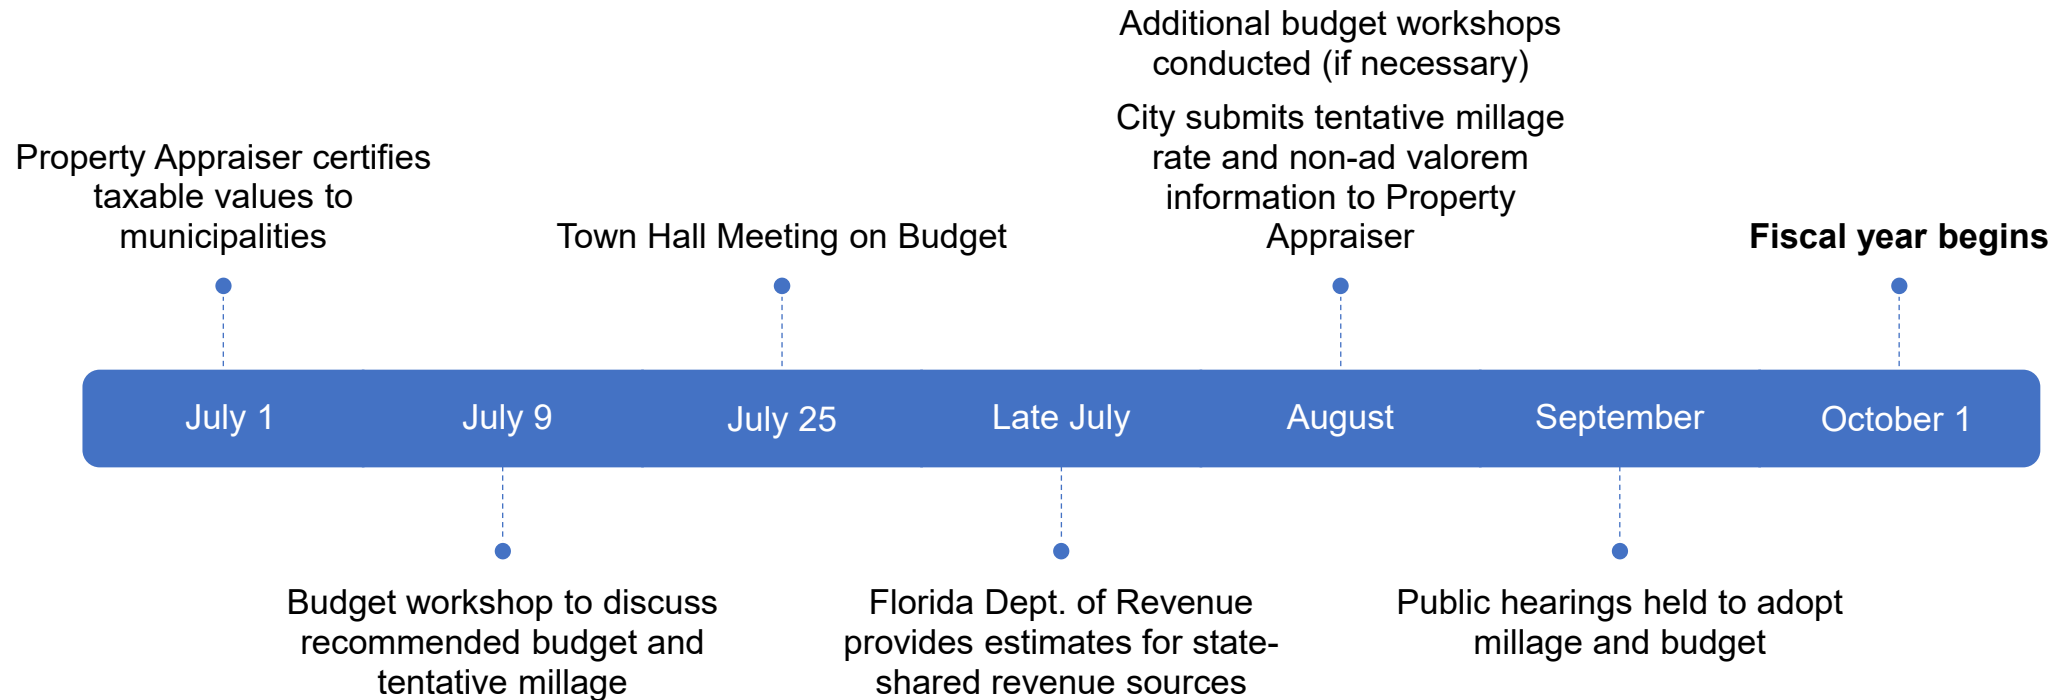 Additional budget workshops
conducted (if necessary)
City submits tentative millage
rate and non-ad valorem
information to Property
Appraiser
Property Appraiser certifies
taxable values to
municipalities
Town Hall Meeting on Budget
Fiscal year begins
July 1
July 9
July 25
Late July
August
September
October 1
Budget workshop to discuss
recommended budget and
tentative millage
Florida Dept. of Revenue
provides estimates for state-
shared revenue sources
Public hearings held to adopt
millage and budget